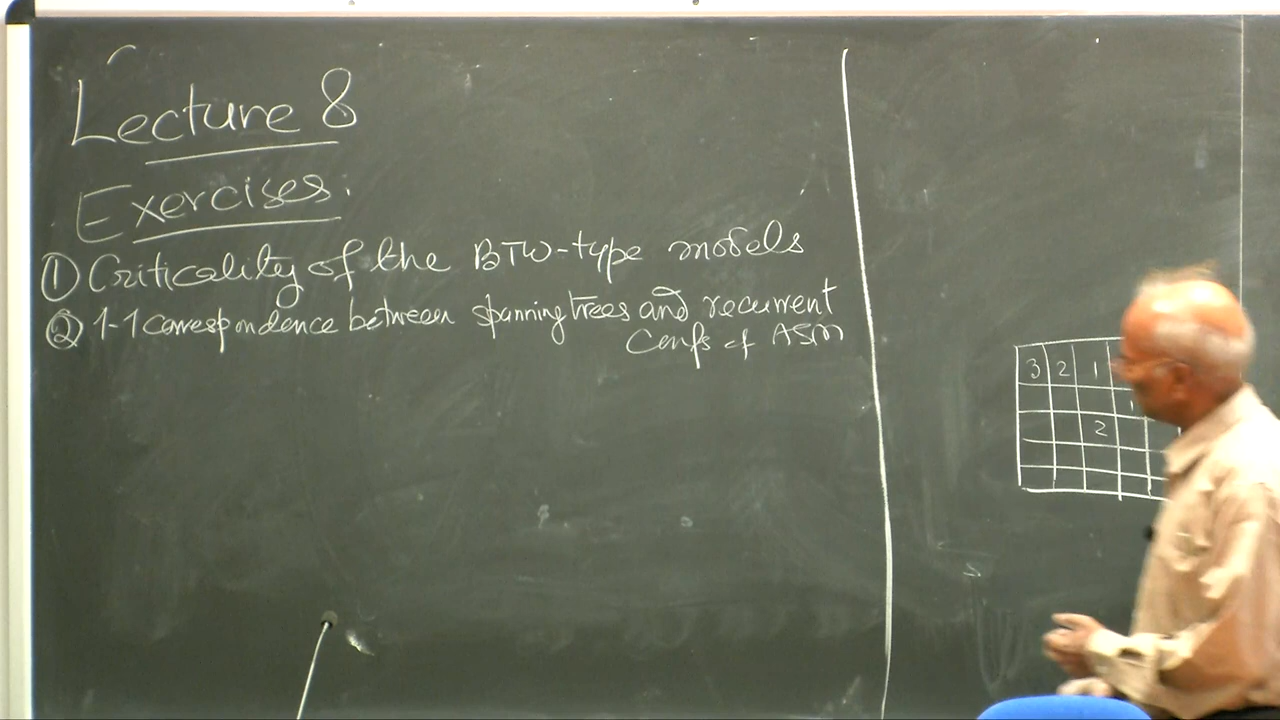 Lecture 8
Exercises:
① Criticality of the BTW-type models
② 1-1 correspondence between spanning trees and recurrent
Confs of ASM
3 2 1
1
2